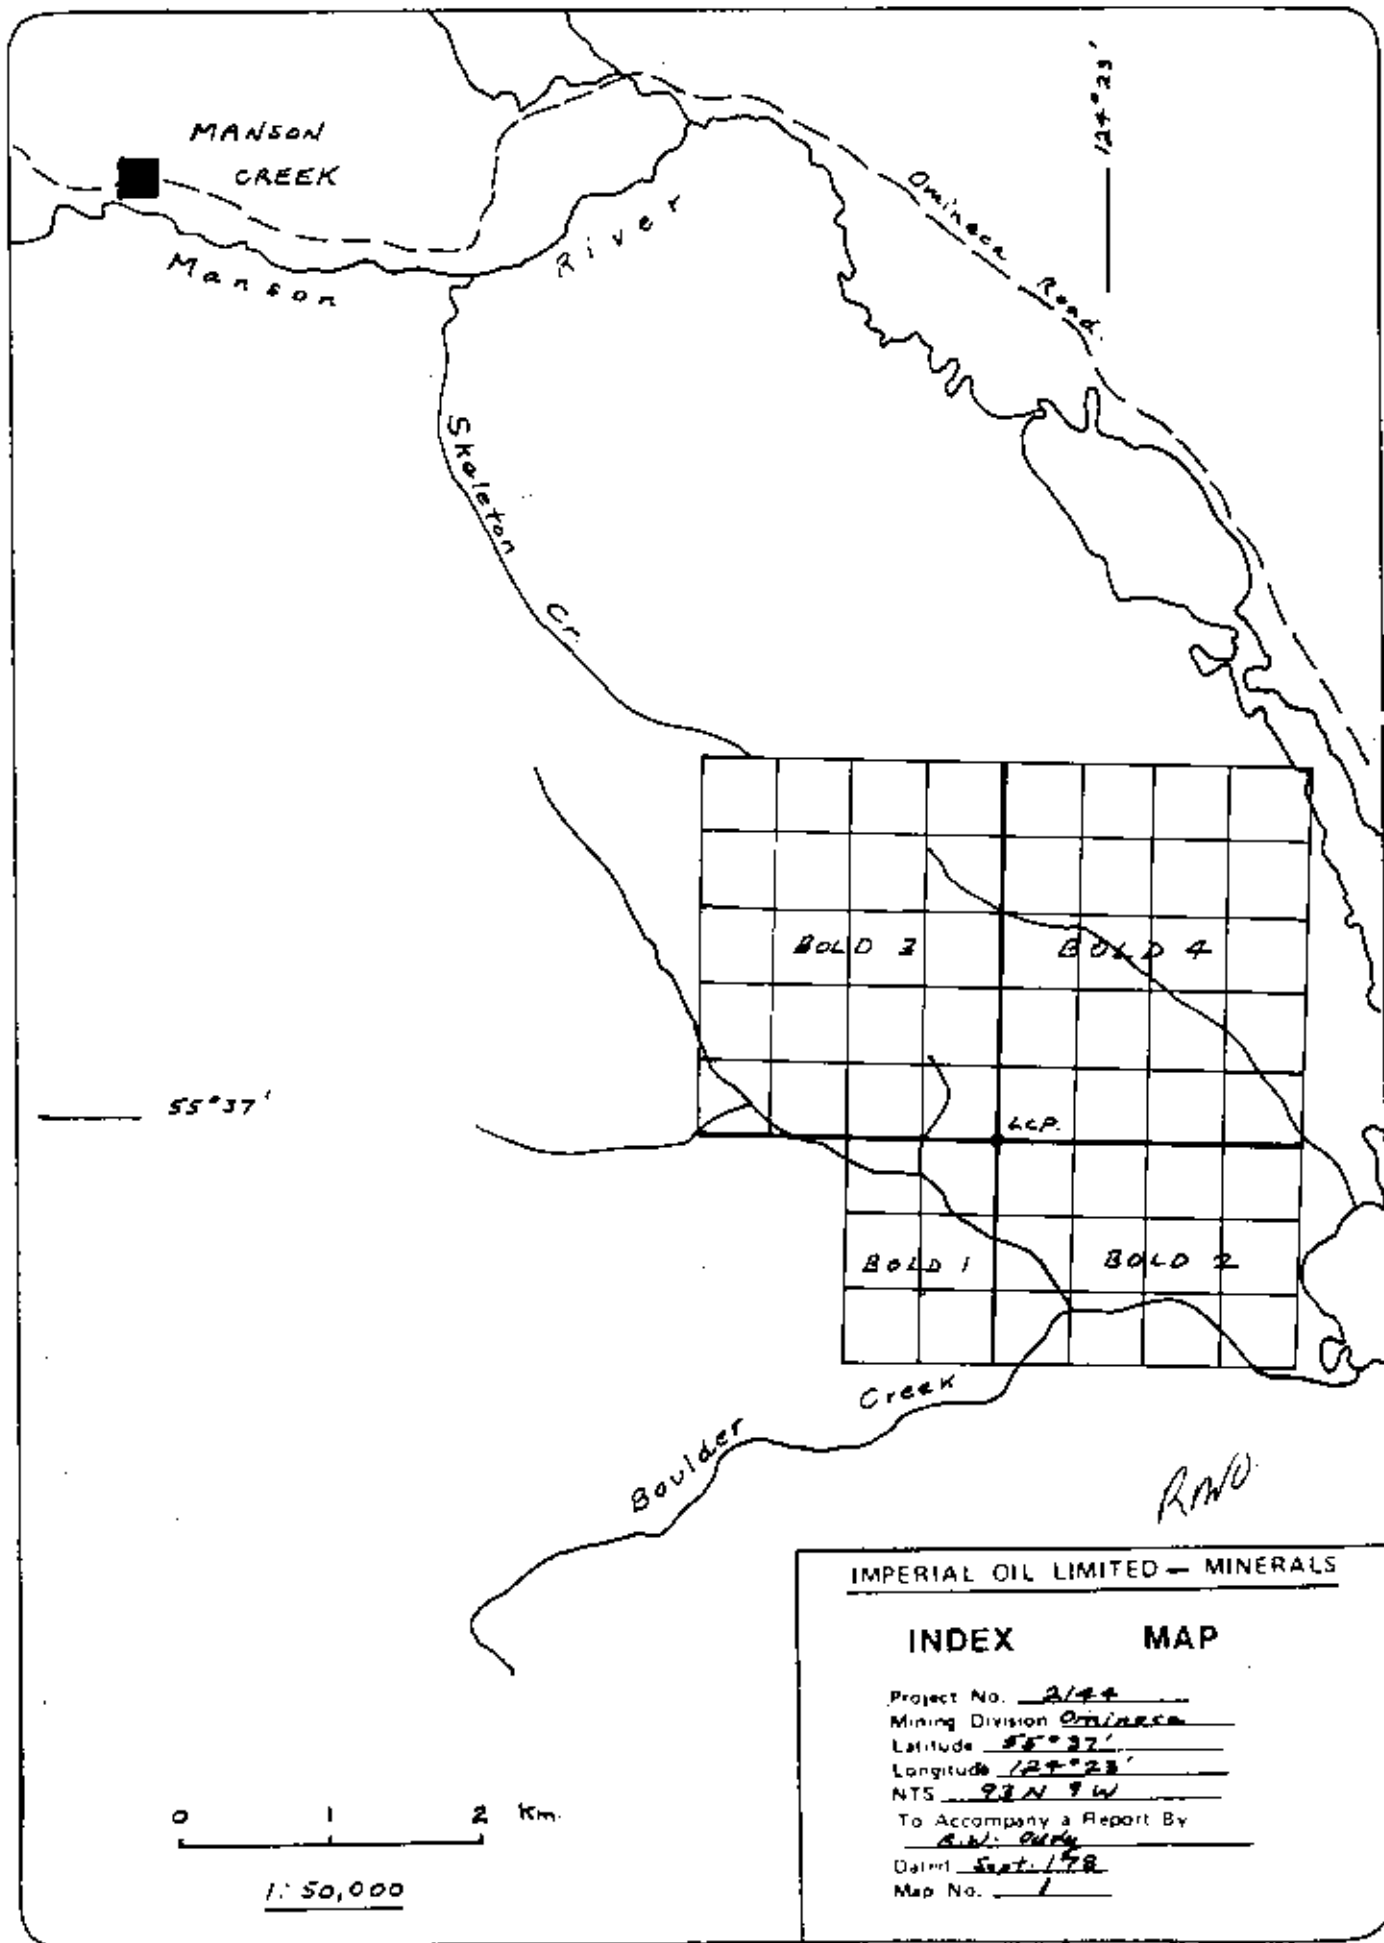 MANSON
CREEK
Manson River
Omineca Road.
124°23'
Skeleton Cr.
BOLD 3
BOLD 4
55°37'
LCP.
BOLD 1
BOLD 2
Boulder Creek
IMPERIAL OIL LIMITED — MINERALS
INDEX MAP
Project No. 2144
Mining Division Omineca
Latitude 55°37'
Longitude 124°23'
NTS 93 N 9 W
To Accompany a Report By
R.W.
Dated Sept. 1978
Map No. 1
0 1 2 Km.
1:50,000